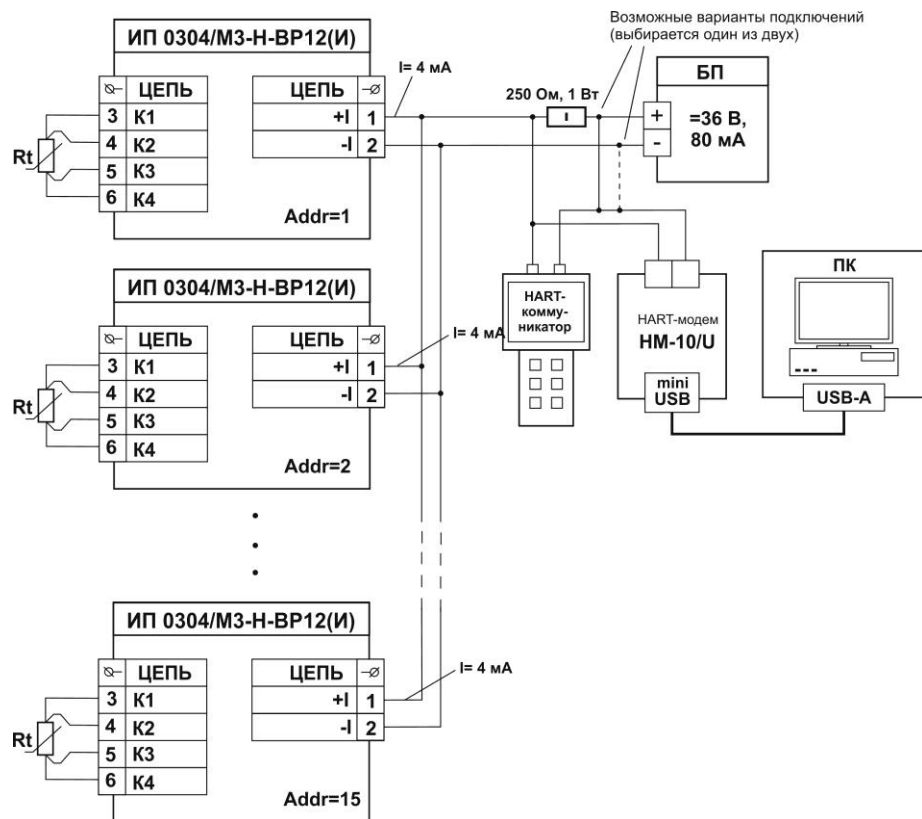 Возможные варианты подключений
(выбирается один из двух)
ИП 0304/М3-Н-ВР12(И)
ЦЕПЬ
3 К1
4 К2
5 К3
6 К4
Rt
ЦЕПЬ
+I 1
-I 2
Addr=1
I= 4 мА
250 Ом, 1 Вт
БП
+
-
=36 В,
80 мА
ИП 0304/М3-Н-ВР12(И)
ЦЕПЬ
3 К1
4 К2
5 К3
6 К4
Rt
ЦЕПЬ
+I 1
-I 2
Addr=2
I= 4 мА
HART-
комму-
никатор
HART-модем
НМ-10/U
mini
USB
ПК
USB-A
ИП 0304/М3-Н-ВР12(И)
ЦЕПЬ
3 К1
4 К2
5 К3
6 К4
Rt
ЦЕПЬ
+I 1
-I 2
Addr=15
I= 4 мА